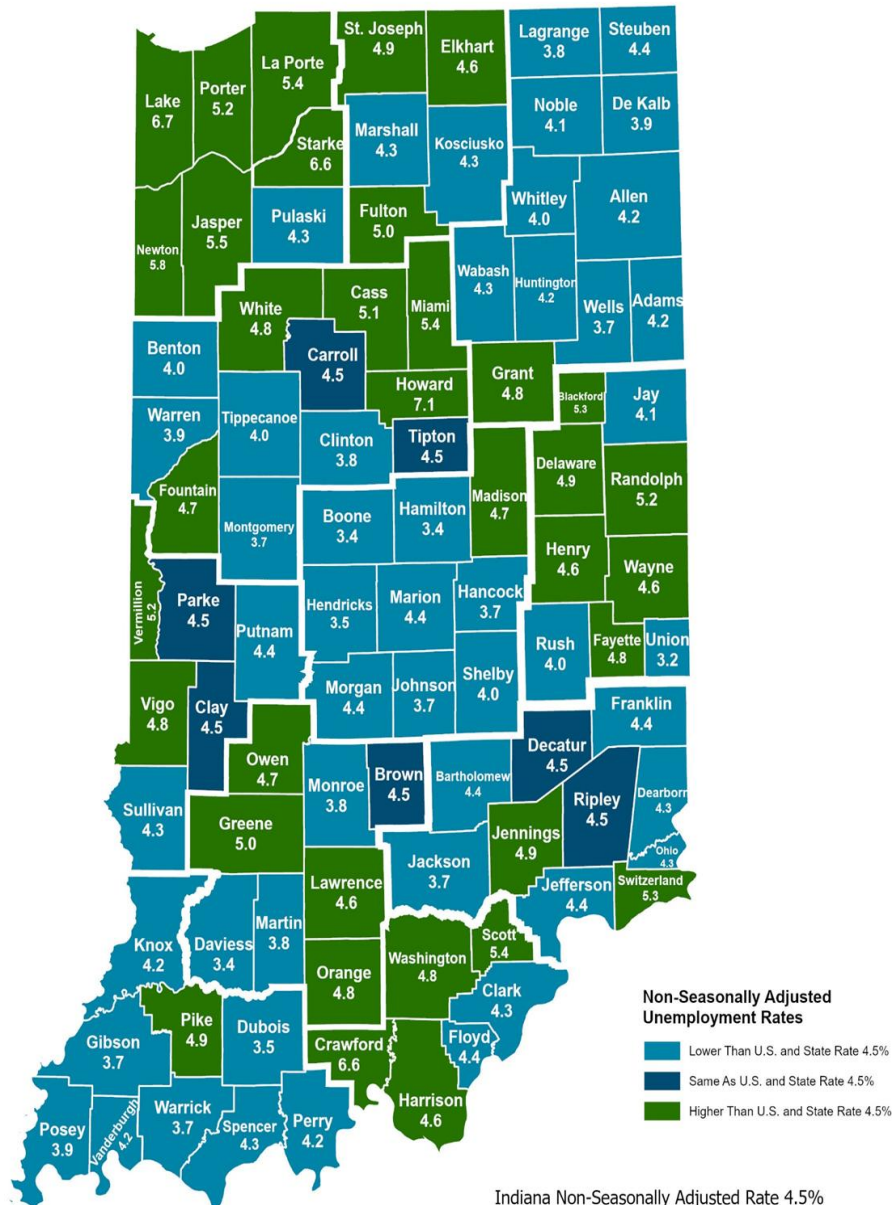 St. Joseph
4.9
Elkhart
4.6
Lagrange
3.8
Steuben
4.4
La Porte
5.4
Porter
5.2
Lake
6.7
Noble
4.1
De Kalb
3.9
Marshall
4.3
Kosciusko
4.3
Starke
6.6
Whitley
4.0
Allen
4.2
Fulton
5.0
Pulaski
4.3
Jasper
5.5
Newton
5.8
Wabash
4.3
Huntington
4.2
Wells
3.7
Adams
4.2
White
4.8
Cass
5.1
Miami
5.4
Benton
4.0
Carroll
4.5
Howard
7.1
Grant
4.8
Blackford
5.3
Jay
4.1
Warren
3.9
Tippecanoe
4.0
Clinton
3.8
Tipton
4.5
Delaware
4.9
Randolph
5.2
Fountain
4.7
Montgomery
3.7
Boone
3.4
Hamilton
3.4
Madison
4.7
Henry
4.6
Wayne
4.6
Vermillion
5.2
Parke
4.5
Putnam
4.4
Hendricks
3.5
Marion
4.4
Hancock
3.7
Rush
4.0
Fayette
4.8
Union
3.2
Vigo
4.8
Clay
4.5
Morgan
4.4
Johnson
3.7
Shelby
4.0
Franklin
4.4
Owen
4.7
Monroe
3.8
Brown
4.5
Bartholomew
4.4
Decatur
4.5
Ripley
4.5
Dearborn
4.3
Ohio
4.3
Sullivan
4.3
Greene
5.0
Jackson
3.7
Jennings
4.9
Jefferson
4.4
Switzerland
5.3
Lawrence
4.6
Knox
4.2
Daviess
3.4
Martin
3.8
Orange
4.8
Washington
4.8
Scott
5.4
Clark
4.3
Floyd
4.4
Gibson
3.7
Pike
4.9
Dubois
3.5
Crawford
6.6
Harrison
4.6
Posey
3.9
Vanderburgh
4.2
Warrick
3.7
Spencer
4.3
Perry
4.2
Non-Seasonally Adjusted
Unemployment Rates
Lower Than U.S. and State Rate 4.5%
Same As U.S. and State Rate 4.5%
Higher Than U.S. and State Rate 4.5%
Indiana Non-Seasonally Adjusted Rate 4.5%